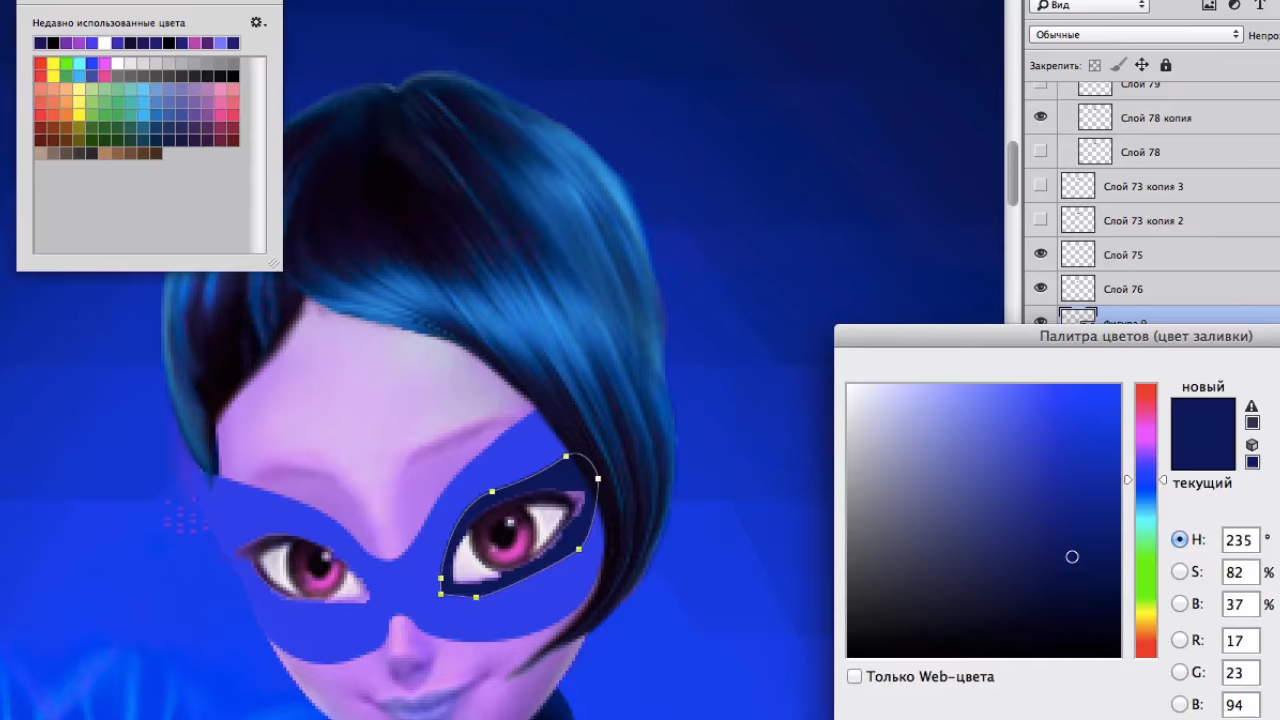 Недавно использованные цвета
Вид
Обычные
Непроз
Закрепить:
Слой 79
Слой 78 копия
Слой 78
Слой 73 копия 3
Слой 73 копия 2
Слой 75
Слой 76
Фигура 9
Палитра цветов (цвет заливки)
новый
текущий
H: 235 °
S: 82 %
B: 37 %
R: 17
G: 23
B: 94
Только Web-цвета